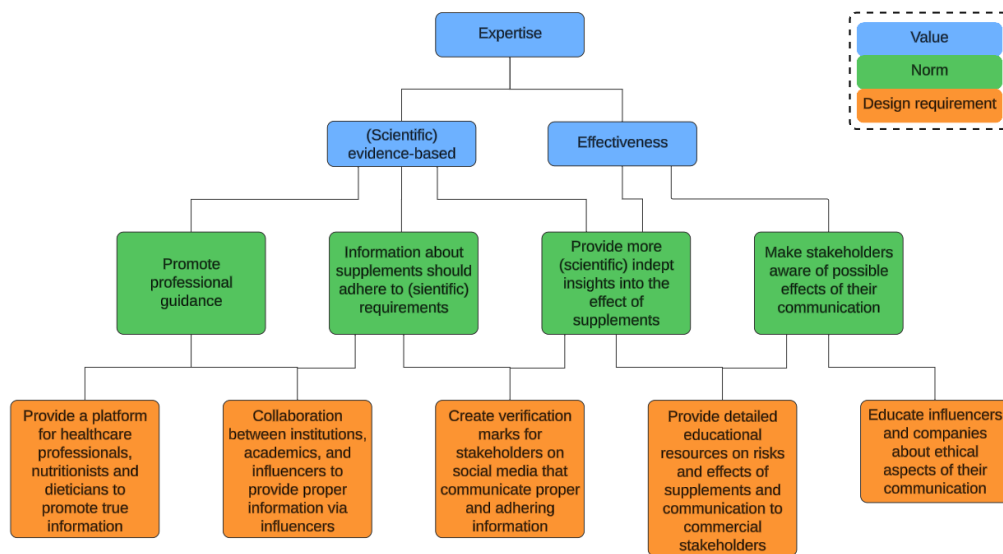 Expertise
Value
Norm
Design requirement
(Scientific)
evidence-based
Effectiveness
Promote
professional
guidance
Information about
supplements should
adhere to (sientific)
requirements
Provide more
(scientific) indept
insights into the
effect of
supplements
Make stakeholders
aware of possible
effects of their
communication
Provide a platform
for healthcare
professionals,
nutritionists and
dieticians to
promote true
information
Collaboration
between institutions,
academics, and
influencers to
provide proper
information via
influencers
Create verification
marks for
stakeholders on
social media that
communicate proper
and adhering
information
Provide detailed
educational
resources on risks
and effects of
supplements and
communication to
commercial
stakeholders
Educate influencers
and companies
about ethical
aspects of their
communication